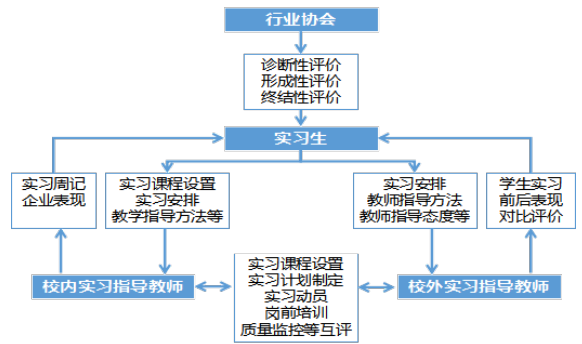 行业协会
诊断性评价
形成性评价
终结性评价
实习生
实习周记
企业表现
实习课程设置
实习安排
教学指导方法等
实习安排
教师指导方法
教师指导态度等
学生实习
前后表现
对比评价
校内实习指导教师
实习课程设置
实习计划制定
实习动员
岗前培训
质量监控等互评
校外实习指导教师